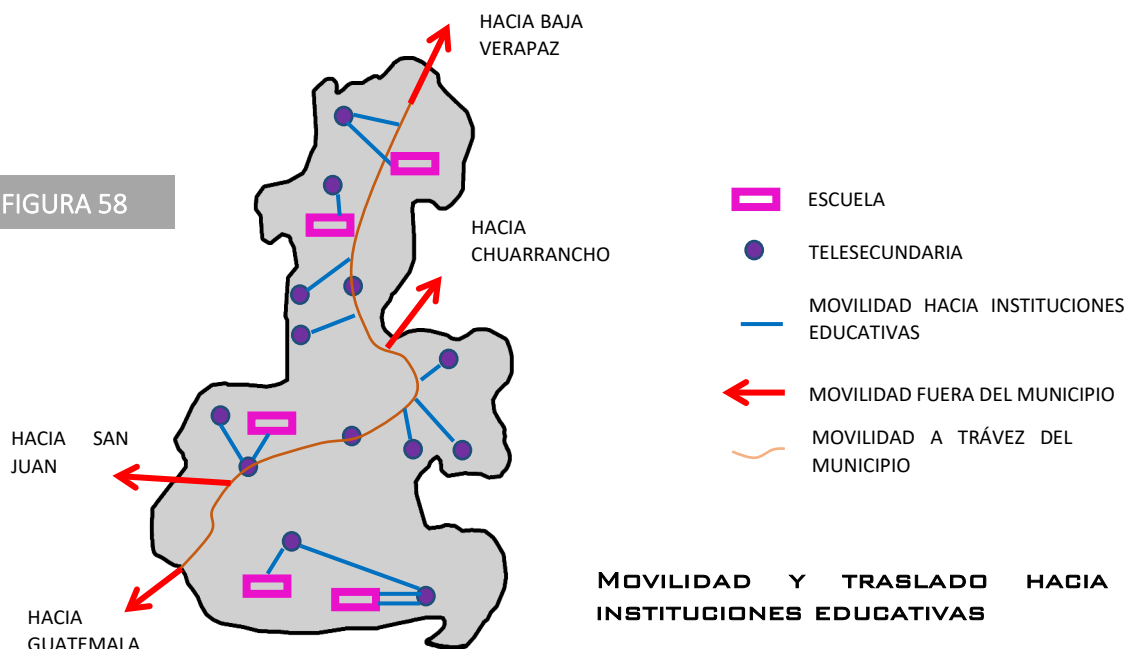 HACIA BAJA
VERAPAZ
FIGURA 58
HACIA
CHUARRANCHO
HACIA SAN
JUAN
HACIA
GUATEMALA
ESCUELA
TELESECUNDARIA
MOVILIDAD HACIA INSTITUCIONES
EDUCATIVAS
MOVILIDAD FUERA DEL MUNICIPIO
MOVILIDAD A TRÁVEZ DEL
MUNICIPIO
MOVILIDAD Y TRASLADO HACIA
INSTITUCIONES EDUCATIVAS